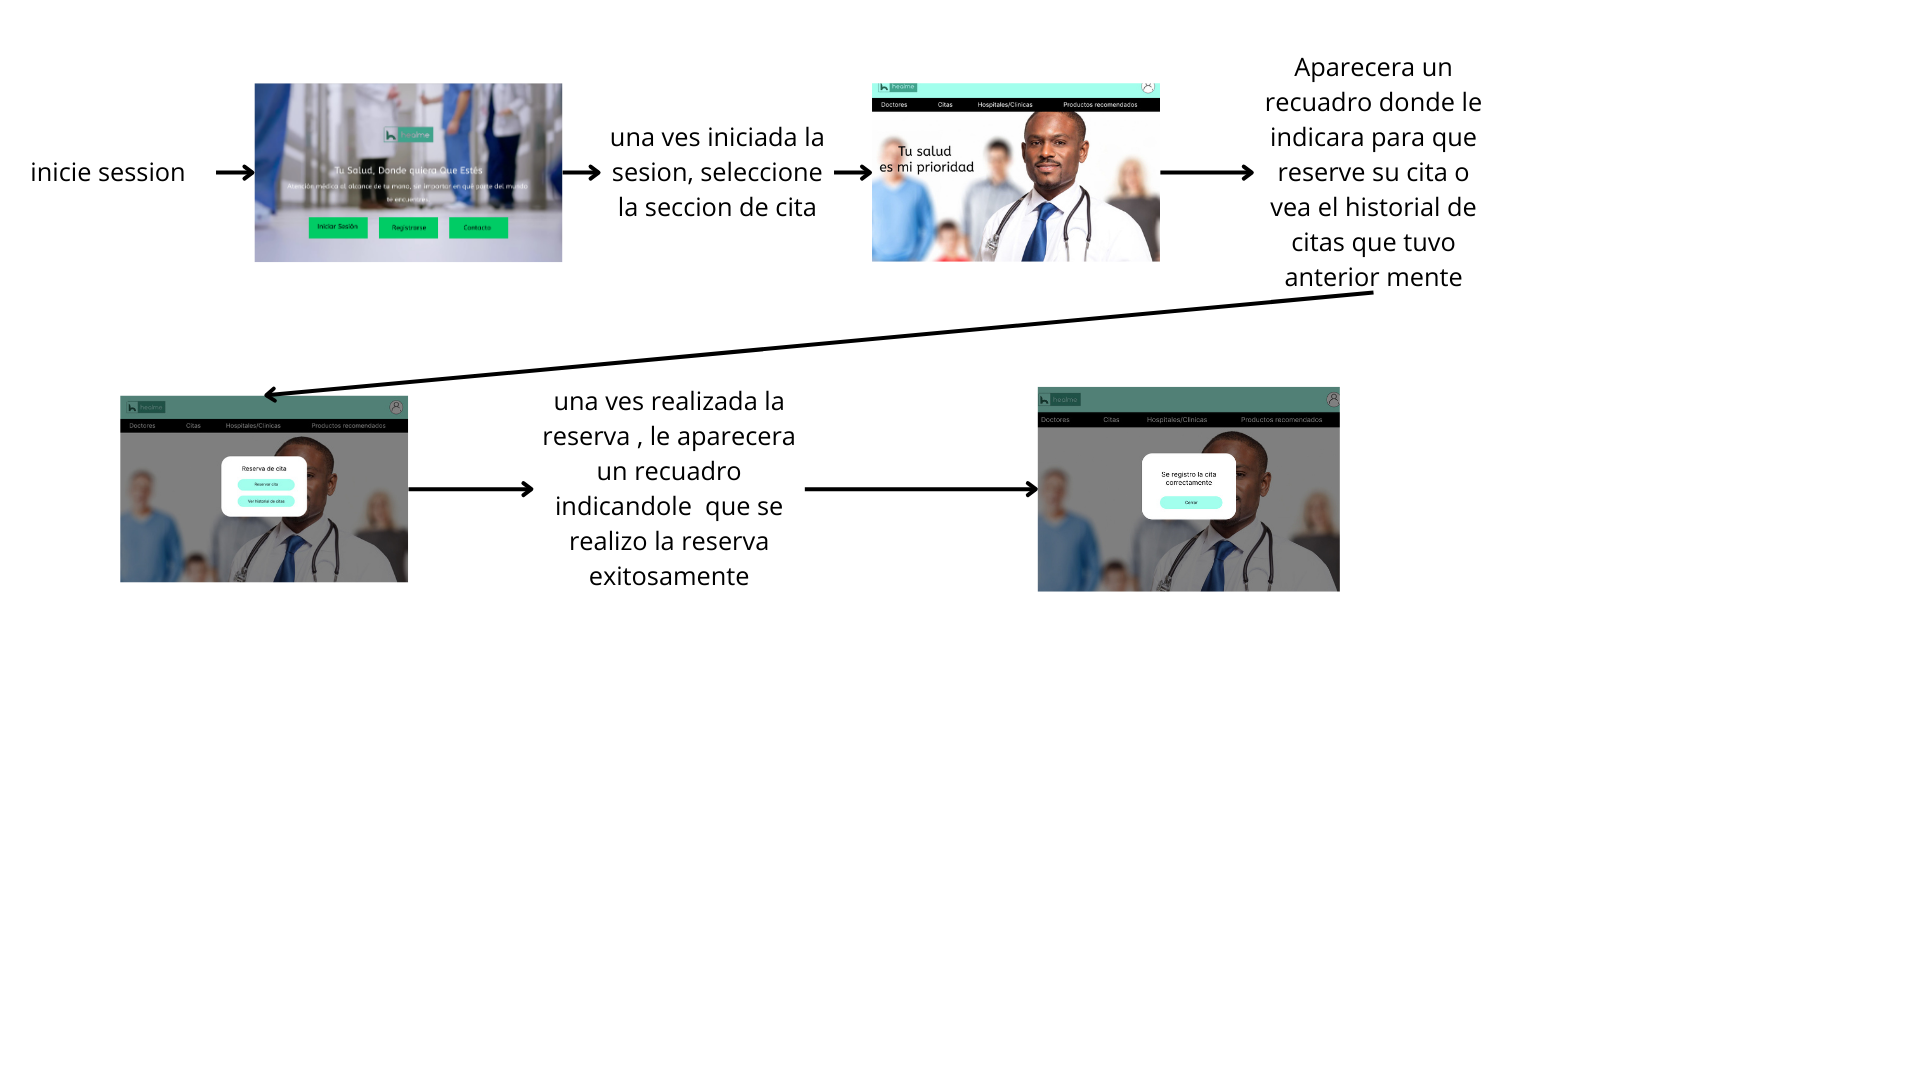 inicie session
healme
Tu Salud, Donde quiera Que Estés
Atención médica al alcance de tu mano, sin importar en que parte del mundo
te encuentres.
Iniciar Sesión
Registrarse
Contacto
una ves iniciada la
sesion, seleccione
la seccion de cita
healme
Doctores Citas Hospitales/Clinicas Productos recomendados
Tu salud
es mi prioridad
Aparecera un
recuadro donde le
indicara para que
reserve su cita o
vea el historial de
citas que tuvo
anterior mente
healme
Doctores Citas Hospitales/Clinicas Productos recomendados
Reserva de cita
Reservar cita
Ver historial de citas
una ves realizada la
reserva , le aparecera
un recuadro
indicandole  que se
realizo la reserva
exitosamente
healme
Doctores Citas Hospitales/Clinicas Productos recomendados
Se registro la cita
correctamente
Cerrar